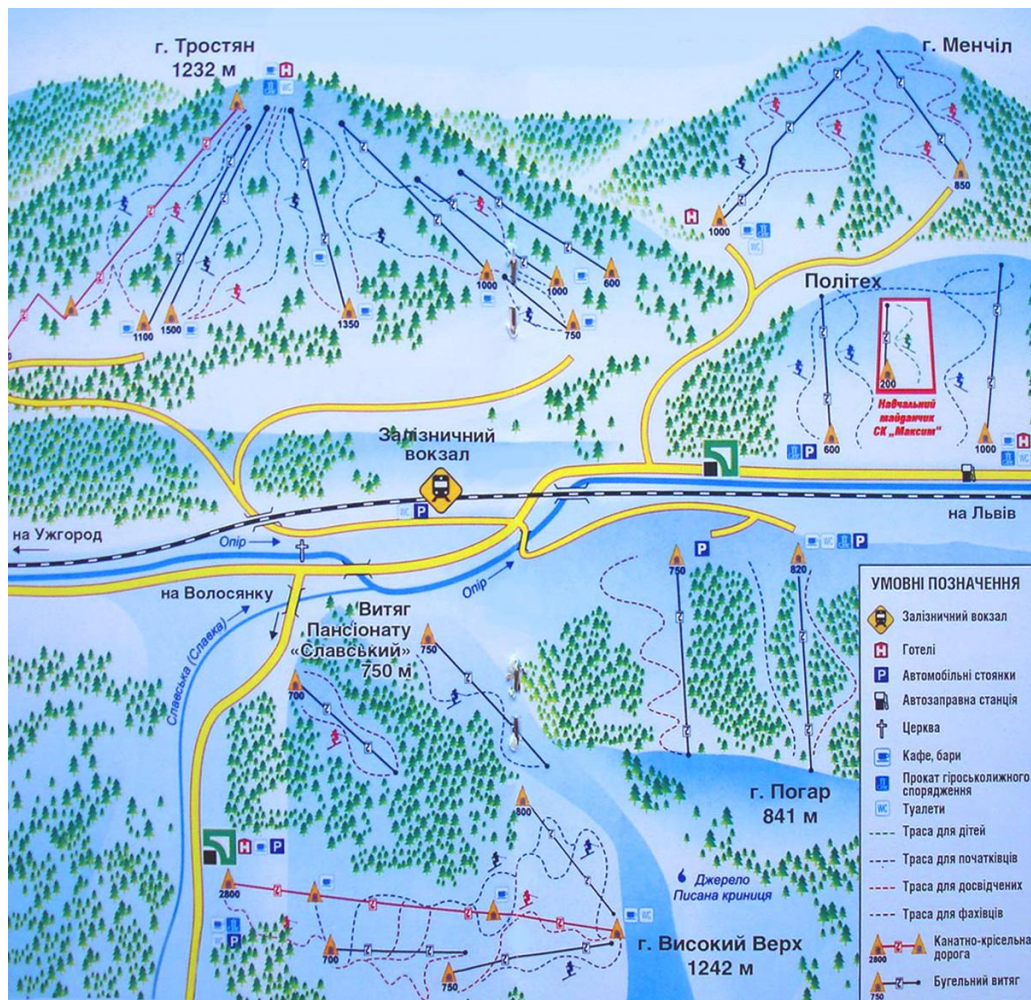 г. Тростян
1232 м
г. Менчіл
850
1000
1000
1000
600
750
1100
1500
1350
Політех
200
Навчальний
майданчик
СК „Максим“
600
1000
Залізничний
вокзал
на Ужгород
на Львів
Опір
Опір
на Волосянку
Славська (Славка)
Витяг
Пансіонату
«Славський»
750 м
750
700
750
820
г. Погар
841 м
800
2800
700
750
Джерело
Писана криниця
г. Високий Верх
1242 м
УМОВНІ ПОЗНАЧЕННЯ
Залізничний вокзал
Готелі
Автомобільні стоянки
Автозаправна станція
Церква
Кафе, бари
Прокат гіроськолижного
спорядження
Туалети
Траса для дітей
Траса для початківців
Траса для досвідчених
Траса для фахівців
Канатно-крісельна
дорога
2800
Бугельний витяг
750